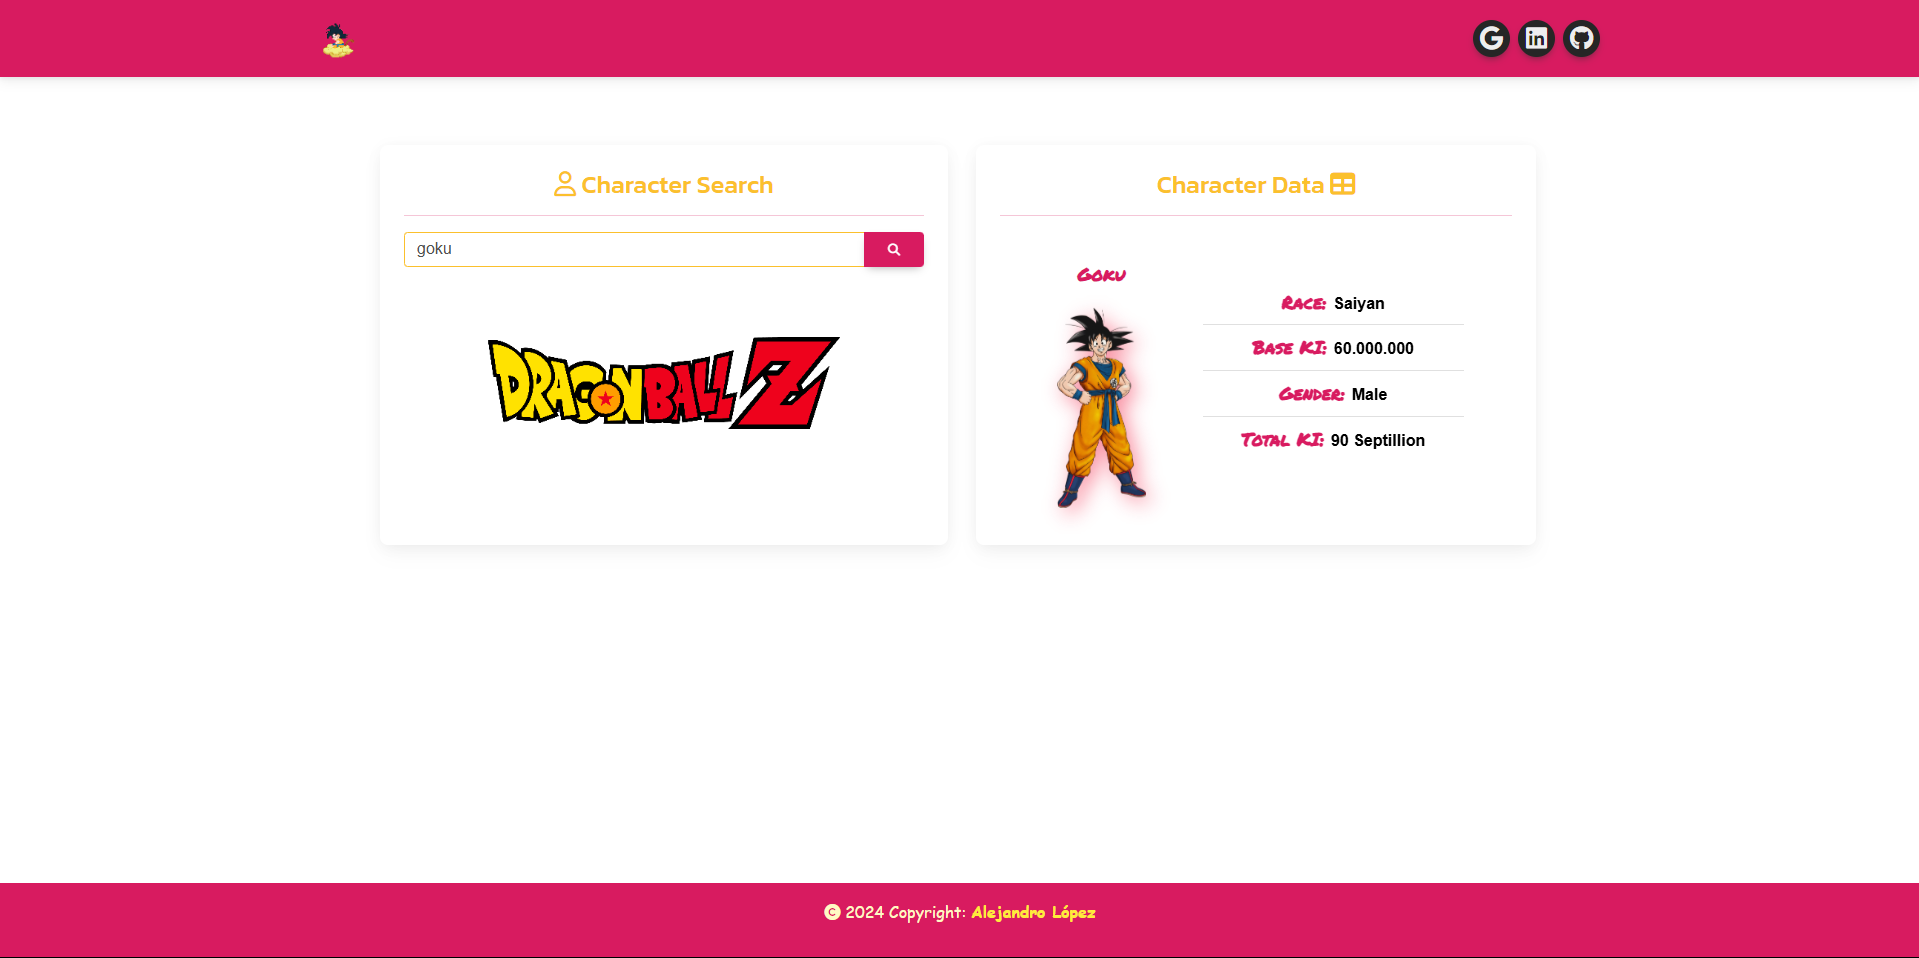 Character Search
goku
DRAGONBALL Z
Character Data
Goku
Race: Saiyan
Base KI: 60.000.000
Gender: Male
Total KI: 90 Septillion
© 2024 Copyright: Alejandro López